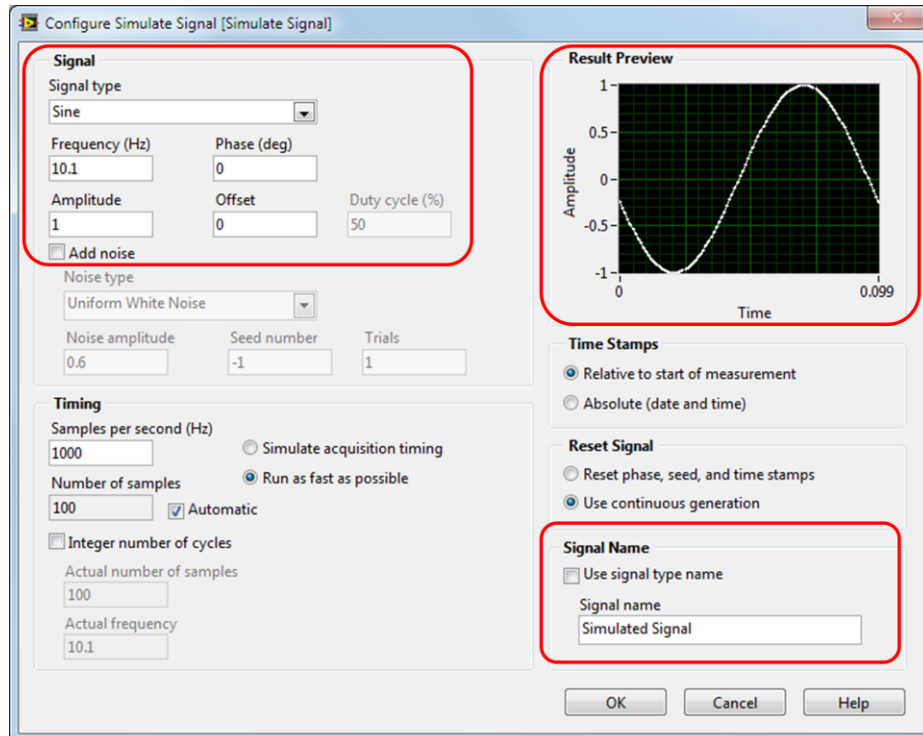 Configure Simulate Signal [Simulate Signal]
Signal
Signal type
Sine
Frequency (Hz) Phase (deg)
10.1 0
Amplitude Offset Duty cycle (%)
1 0 50
Add noise
Noise type
Uniform White Noise
Noise amplitude Seed number Trials
0.6 -1 1
Timing
Samples per second (Hz)
1000
Simulate acquisition timing
Run as fast as possible
Number of samples
100 Automatic
Integer number of cycles
Actual number of samples
100
Actual frequency
10.1
Result Preview
Amplitude
1
0.5
0
-0.5
-1
0 0.099
Time
Time Stamps
Relative to start of measurement
Absolute (date and time)
Reset Signal
Reset phase, seed, and time stamps
Use continuous generation
Signal Name
Use signal type name
Signal name
Simulated Signal
OK Cancel Help